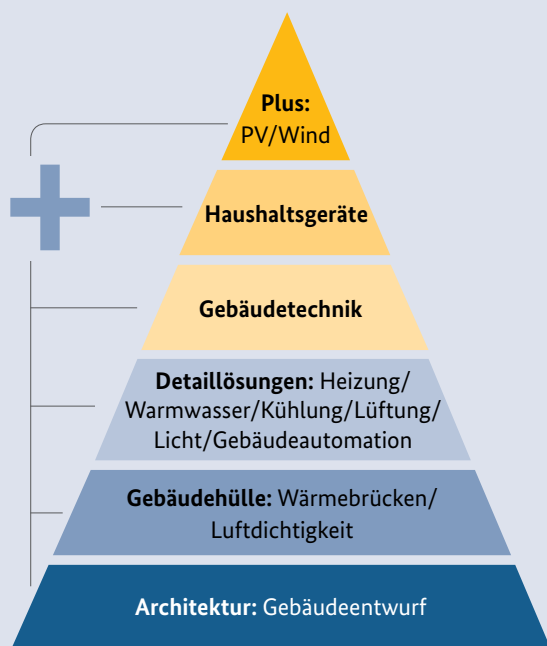 Plus:
PV/Wind
Haushaltsgeräte
Gebäudetechnik
Detaillösungen: Heizung/
Warmwasser/Kühlung/Lüftung/
Licht/Gebäudeautomation
Gebäudehülle: Wärmebrücken/
Luftdichtigkeit
Architektur: Gebäudeentwurf